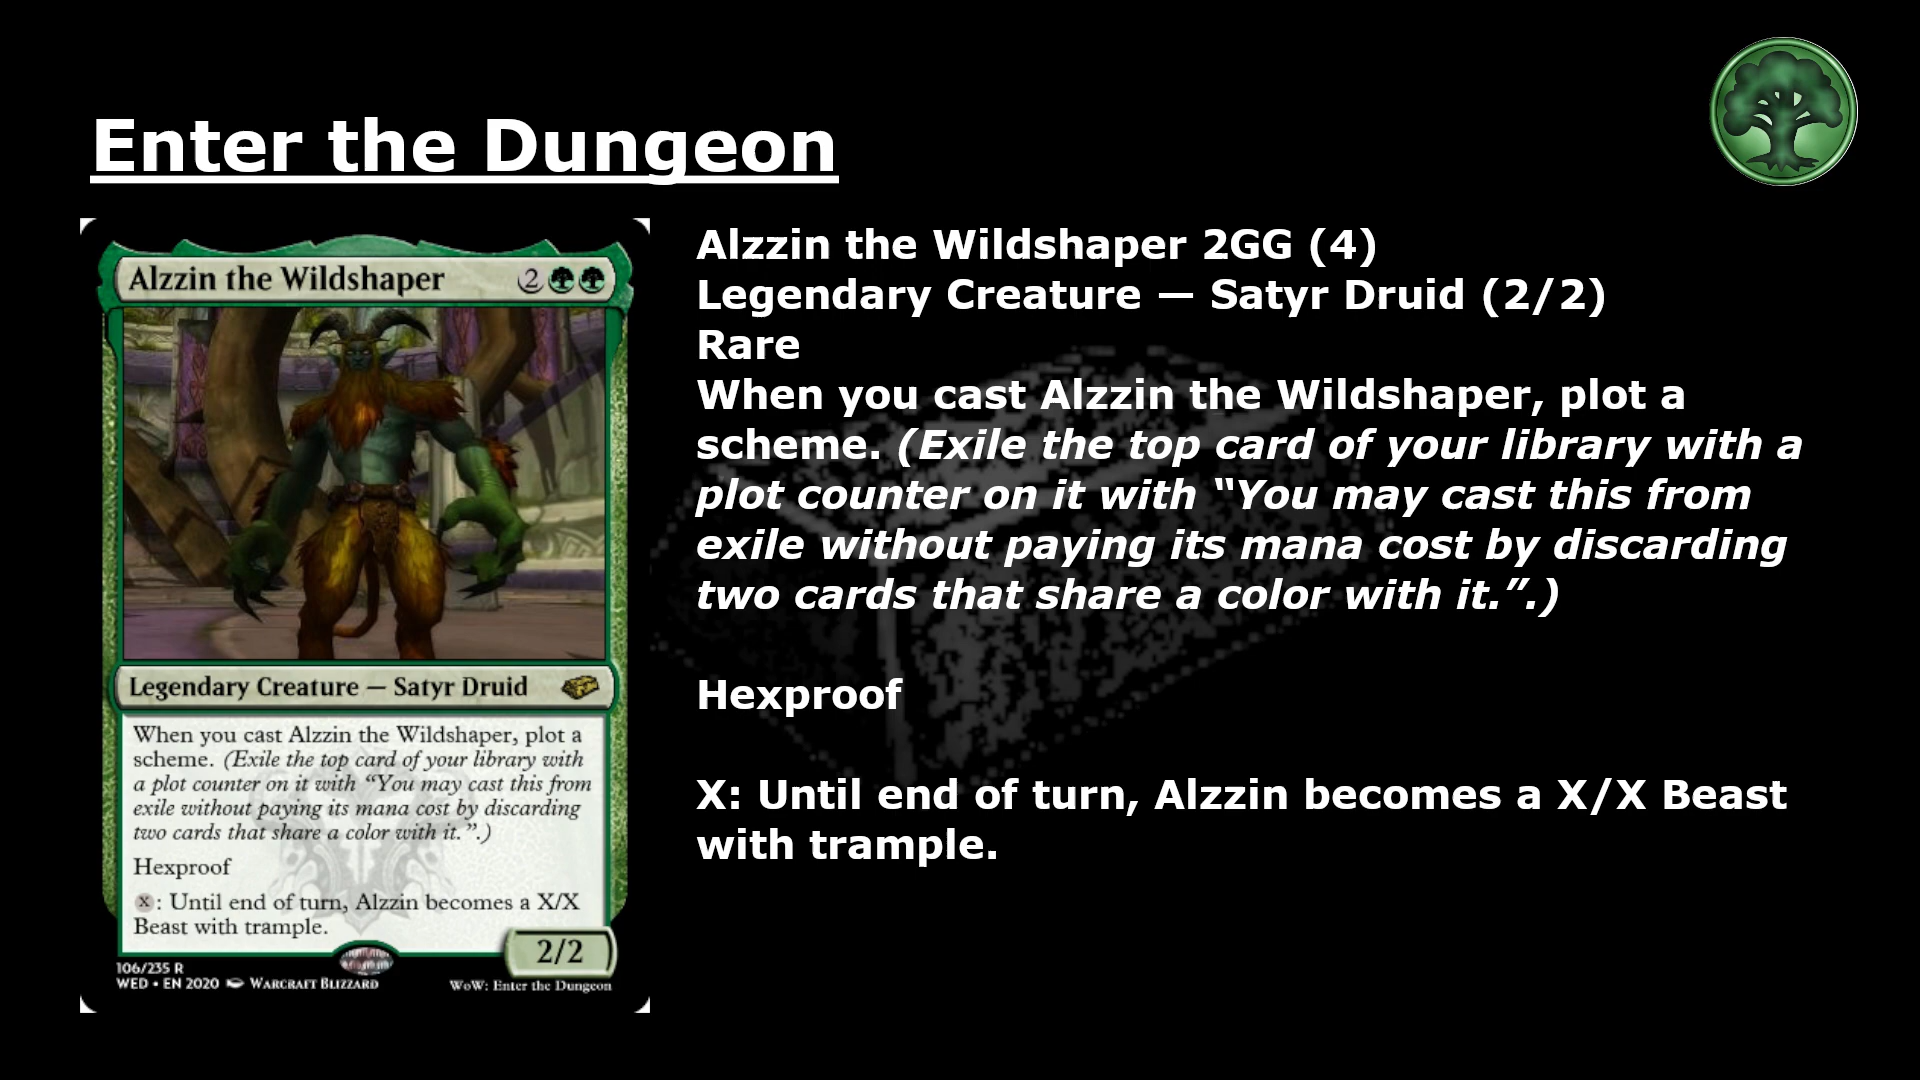 Enter the Dungeon
Alzzin the Wildshaper 2
Legendary Creature — Satyr Druid
When you cast Alzzin the Wildshaper, plot a
scheme. (Exile the top card of your library with
a plot counter on it with “You may cast this from
exile without paying its mana cost by discarding
two cards that share a color with it.”.)
Hexproof
X: Until end of turn, Alzzin becomes a X/X
Beast with trample.
2/2
106/235 R
WED • EN 2020 WARCRAFT BLIZZARD
WoW: Enter the Dungeon
Alzzin the Wildshaper 2GG (4)
Legendary Creature — Satyr Druid (2/2)
Rare
When you cast Alzzin the Wildshaper, plot a
scheme. (Exile the top card of your library with a
plot counter on it with “You may cast this from
exile without paying its mana cost by discarding
two cards that share a color with it.”.)
Hexproof
X: Until end of turn, Alzzin becomes a X/X Beast
with trample.